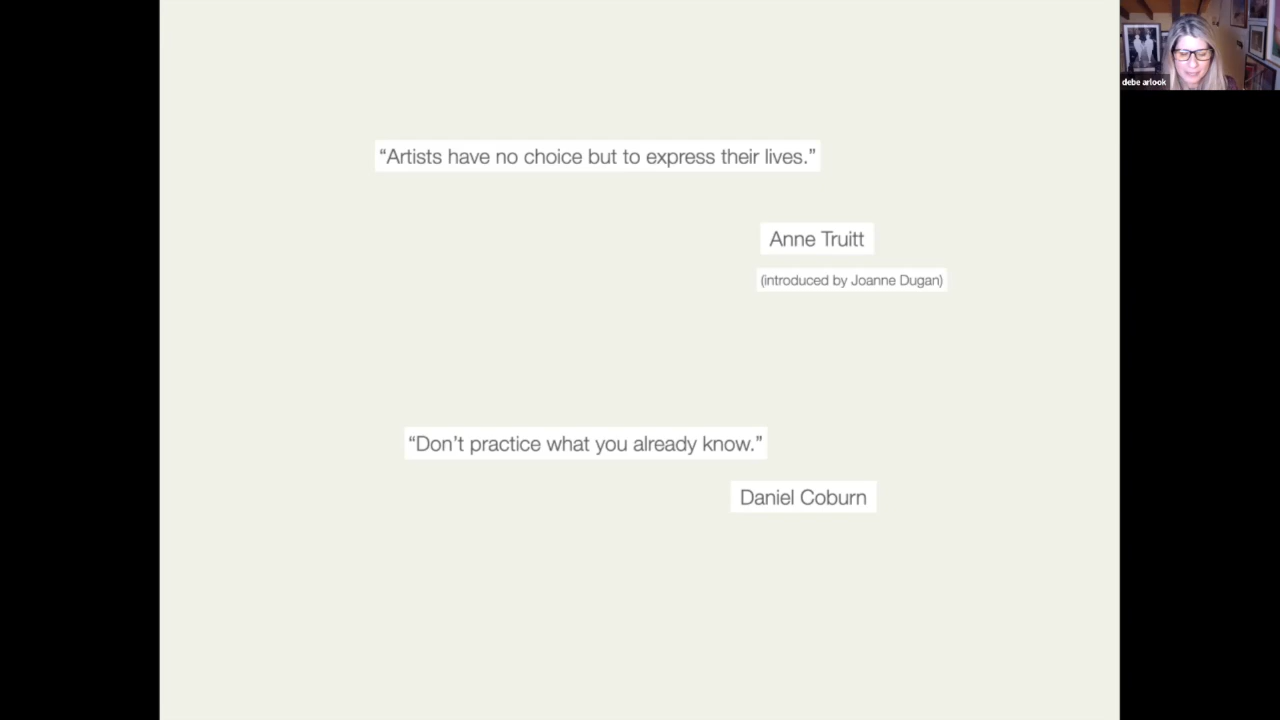 debe arlook
“Artists have no choice but to express their lives.”
Anne Truitt
(introduced by Joanne Dugan)
“Don’t practice what you already know.”
Daniel Coburn